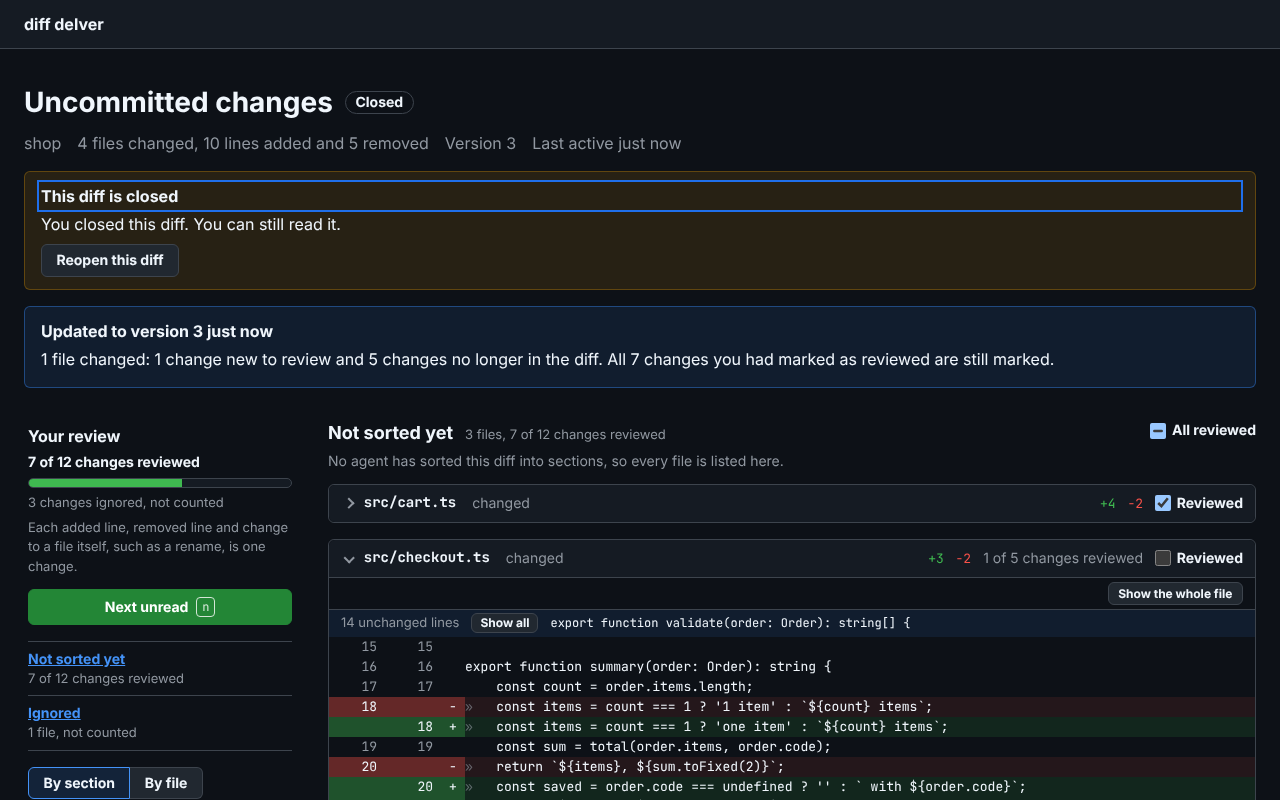 diff delver
Uncommitted changes Closed
shop 4 files changed, 10 lines added and 5 removed Version 3 Last active just now
This diff is closed
You closed this diff. You can still read it.
Reopen this diff
Updated to version 3 just now
1 file changed: 1 change new to review and 5 changes no longer in the diff. All 7 changes you had marked as reviewed are still marked.
Your review
7 of 12 changes reviewed
3 changes ignored, not counted
Each added line, removed line and change
to a file itself, such as a rename, is one
change.
Next unread n
Not sorted yet
7 of 12 changes reviewed
Ignored
1 file, not counted
By section By file
Not sorted yet 3 files, 7 of 12 changes reviewed All reviewed
No agent has sorted this diff into sections, so every file is listed here.
src/cart.ts changed +4 -2 Reviewed
src/checkout.ts changed +3 -2 1 of 5 changes reviewed Reviewed
Show the whole file
14 unchanged lines Show all export function validate(order: Order): string[] {
15 15
16 16 export function summary(order: Order): string {
17 17 const count = order.items.length;
18 - » const items = count === 1 ? '1 item' : `${count} items`;
18 + » const items = count === 1 ? 'one item' : `${count} items`;
19 19 const sum = total(order.items, order.code);
20 - » return `${items}, ${sum.toFixed(2)}`;
20 + » const saved = order.code === undefined ? '' : ` with ${order.code}`;